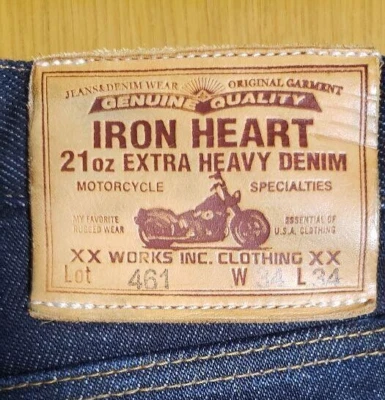 JEANS&DENIM WEAR ORIGINAL GARMENT
GENUINE QUALITY
IRON HEART
21oz EXTRA HEAVY DENIM
MOTORCYCLE SPECIALTIES
MY FAVORITE ESSENTIAL OF
RUGGED WEAR U.S.A. CLOTHING
XX WORKS INC. CLOTHING XX
Lot 461 W 34 L 34